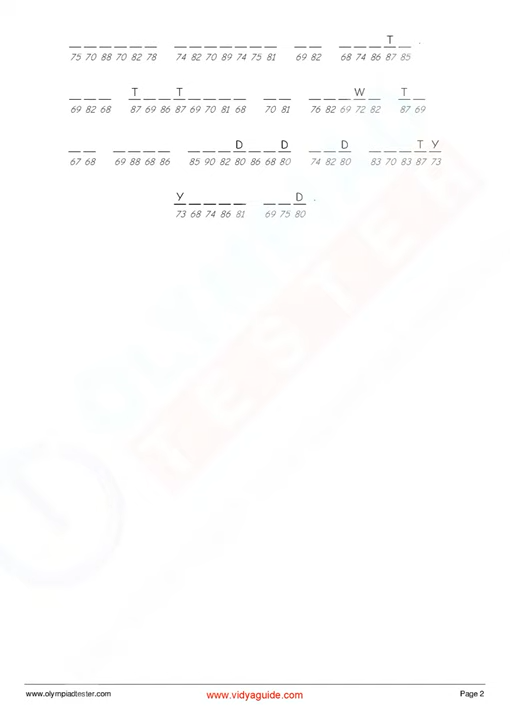 T .
75 70 88 70 82 78 74 82 70 89 74 75 81 69 82 68 74 86 87 85
T T W T
69 82 68 87 69 86 87 69 70 81 68 70 81 76 82 69 72 82 87 69
D D D T Y
67 68 69 88 68 86 85 90 82 80 86 68 80 74 82 80 83 70 83 87 73
Y D .
73 68 74 86 81 69 75 80
OLYMPIAD
TESTER
www.olympiadtester.com www.vidyaguide.com Page 2